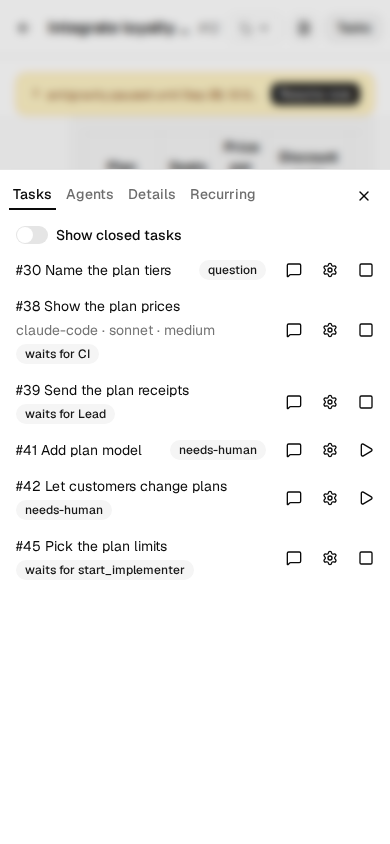 Tasks Agents Details Recurring
Show closed tasks
#30 Name the plan tiers question
#38 Show the plan prices
claude-code · sonnet · medium
waits for CI
#39 Send the plan receipts
waits for Lead
#41 Add plan model needs-human
#42 Let customers change plans
needs-human
#45 Pick the plan limits
waits for start_implementer